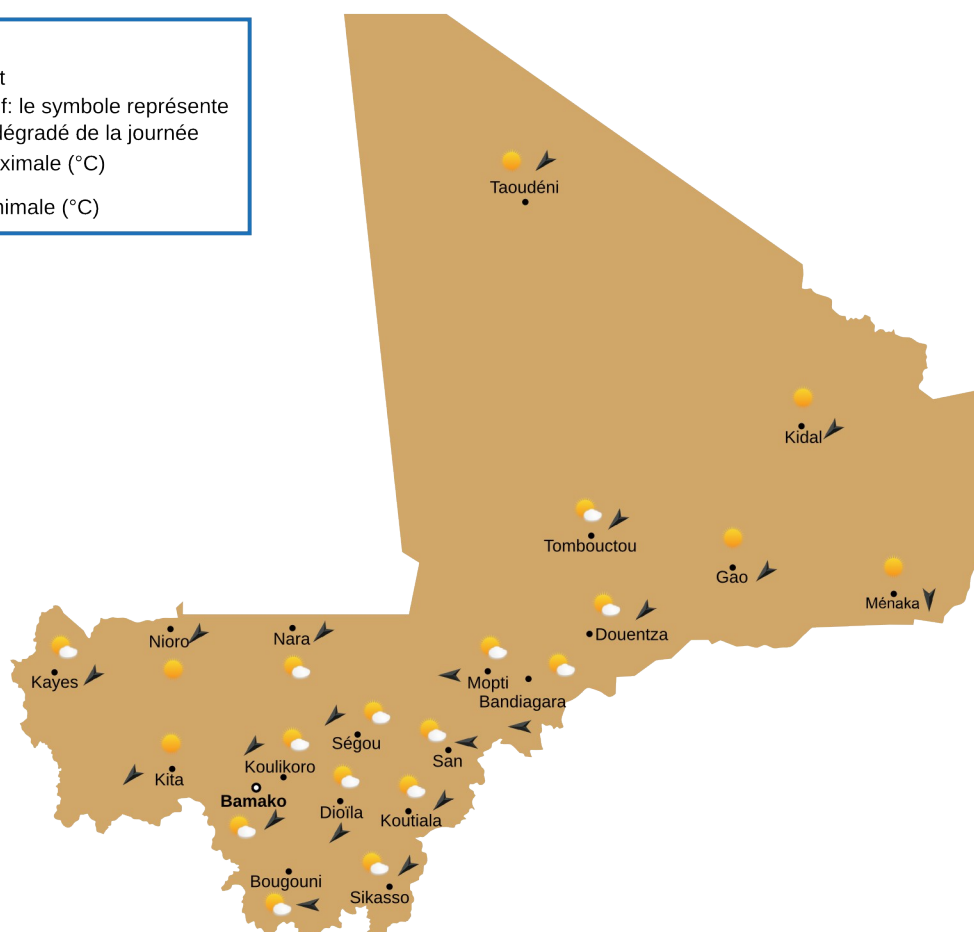 t
f: le symbole représente
dégradé de la journée
ximale (°C)
nimale (°C)
Taoudéni
Kidal
Tombouctou
Gao
Ménaka
Douentza
Nioro
Nara
Kayes
Mopti
Bandiagara
Ségou
San
Koulikoro
Kita
Bamako
Dioïla
Koutiala
Bougouni
Sikasso